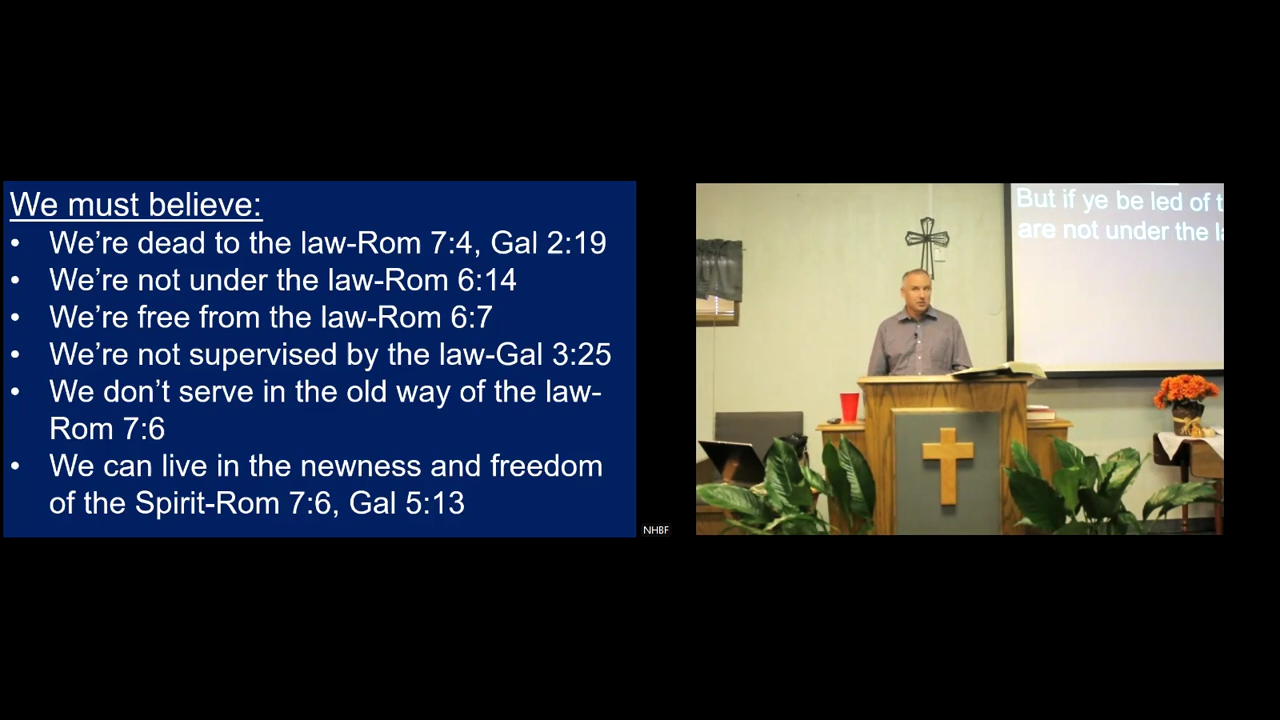 We must believe:
• We’re dead to the law-Rom 7:4, Gal 2:19
• We’re not under the law-Rom 6:14
• We’re free from the law-Rom 6:7
• We’re not supervised by the law-Gal 3:25
• We don’t serve in the old way of the law-
Rom 7:6
• We can live in the newness and freedom
of the Spirit-Rom 7:6, Gal 5:13
NHBF
But if ye be led of
are not under the